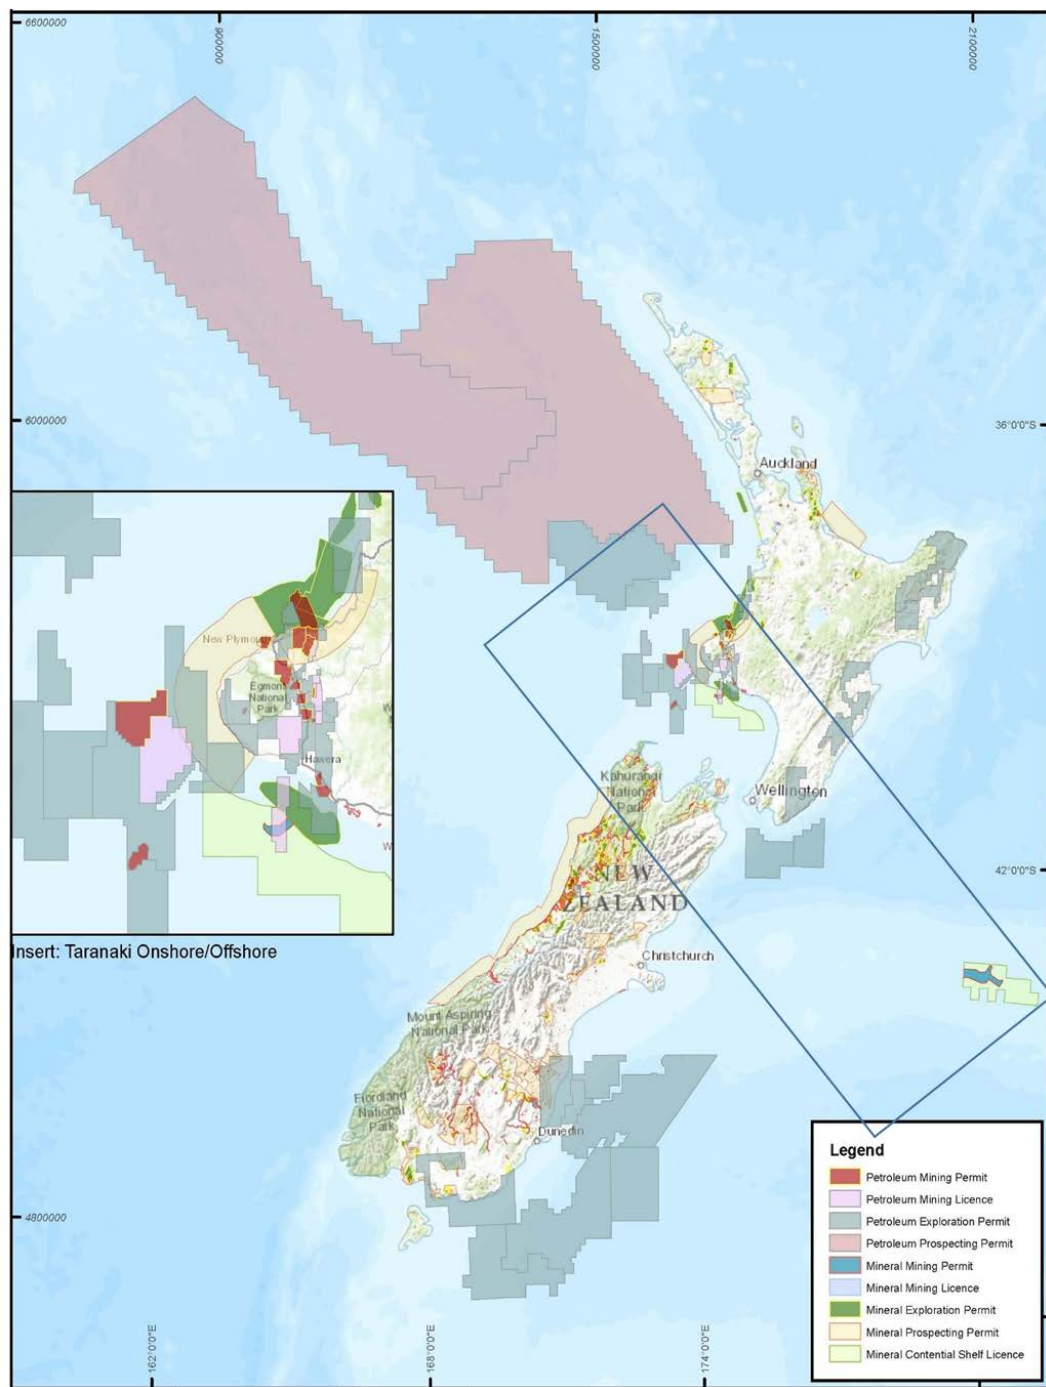 6600000
900000
1500000
2100000
6000000
36°0'0"S
Auckland
New Plymou
Egmont
National
Park
Hawera
W
W
Insert: Taranaki Onshore/Offshore
Kahurangi
National
Park
Wellington
42°0'0"S
NEW
ZEALAND
Christchurch
Mount Aspiring
National Park
Fiordland
National
Park
Dunedin
4800000
162°0'0"E
168°0'0"E
174°0'0"E
Legend
Petroleum Mining Permit
Petroleum Mining Licence
Petroleum Exploration Permit
Petroleum Prospecting Permit
Mineral Mining Permit
Mineral Mining Licence
Mineral Exploration Permit
Mineral Prospecting Permit
Mineral Contential Shelf Licence